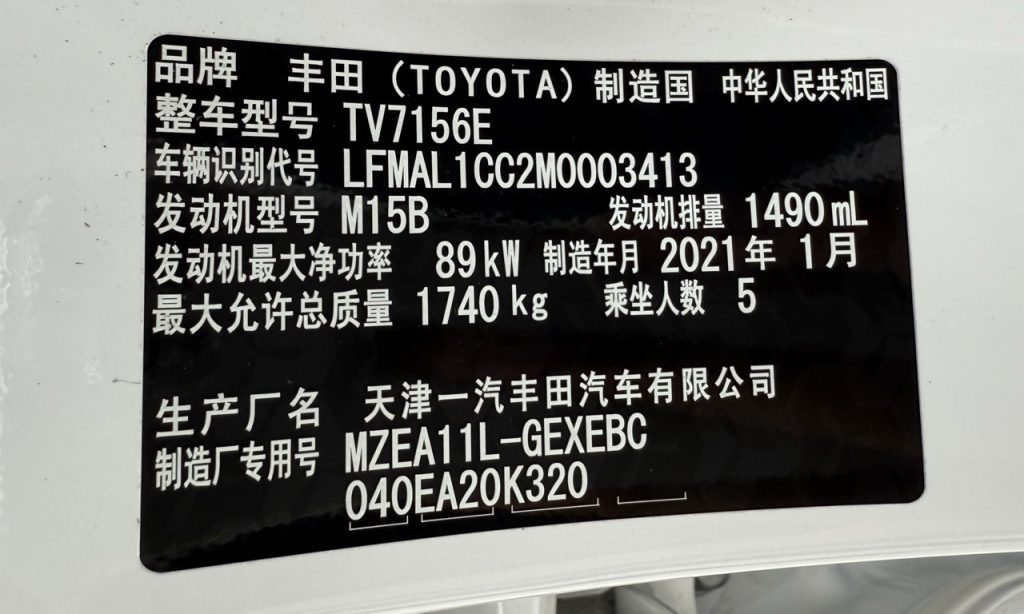 品牌 丰田（TOYOTA）制造国 中华人民共和国
整车型号 TV7156E
车辆识别代号 LFMAL1CC2M0003413
发动机型号 M15B 发动机排量 1490mL
发动机最大净功率 89kW 制造年月 2021年 1月
最大允许总质量 1740kg 乘坐人数 5
生产厂名 天津一汽丰田汽车有限公司
制造厂专用号 MZEA11L-GEXEBC
040EA20K320